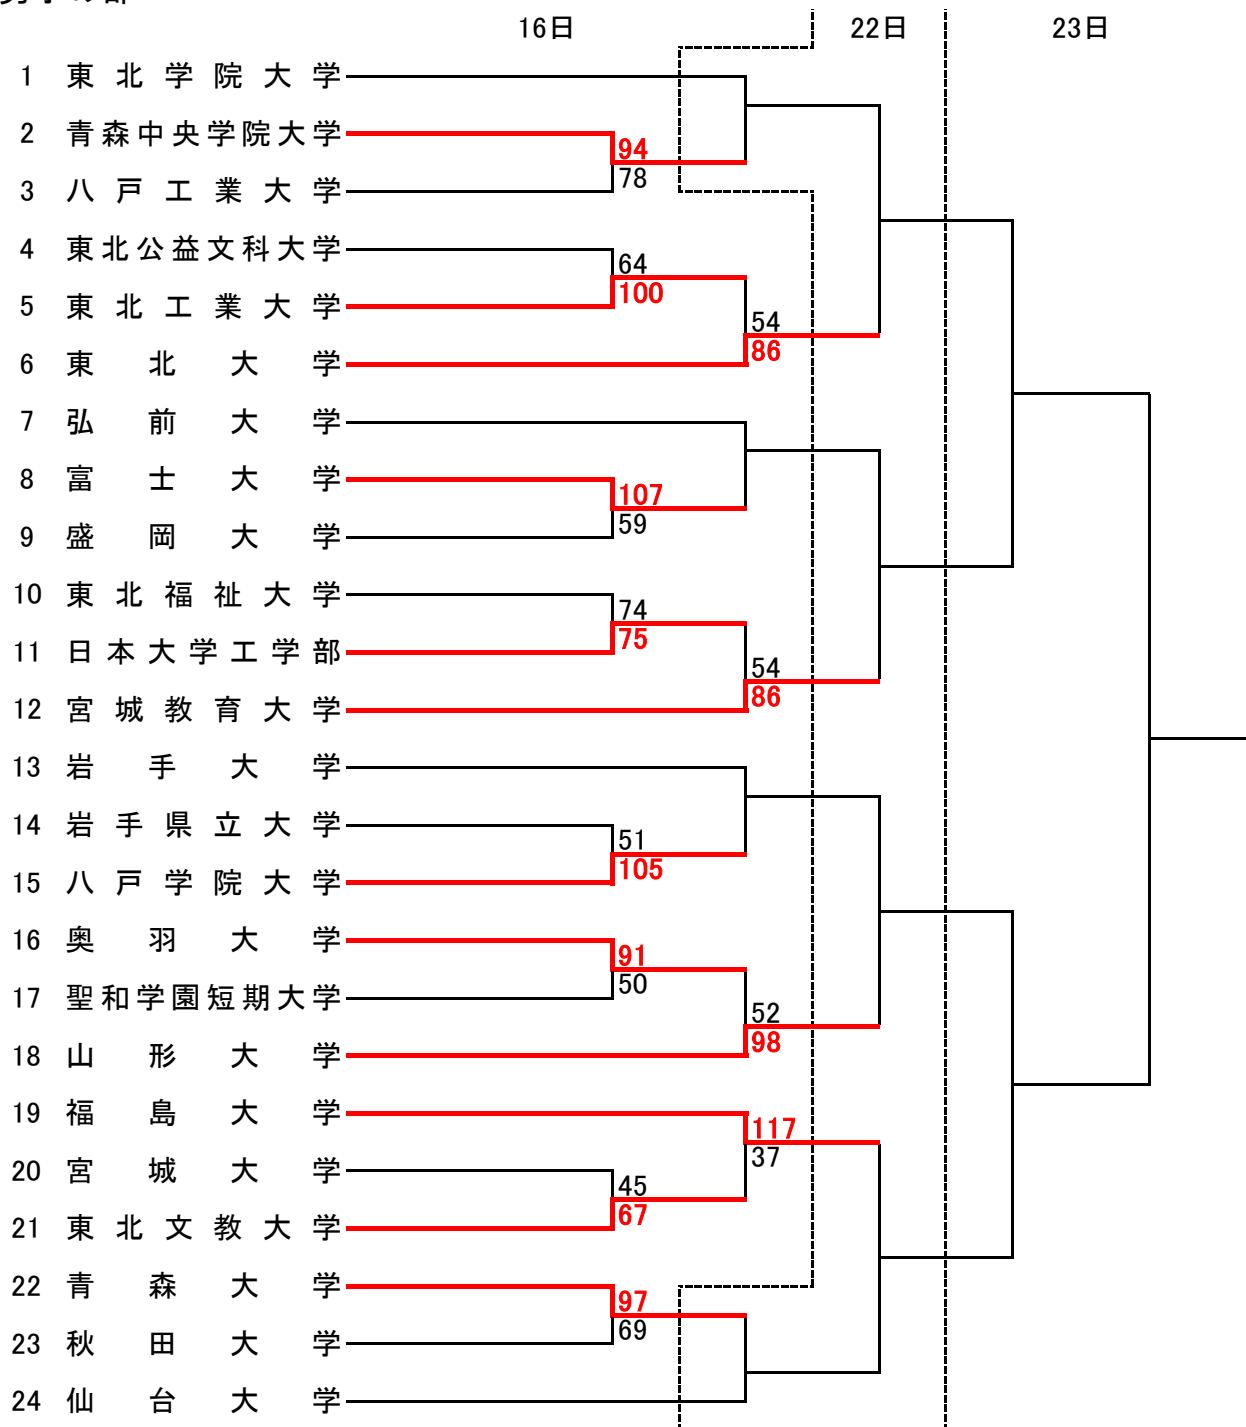 16日 22日 23日
1 東北学院大学
2 青森中央学院大学
94
78
3 八戸工業大学
4 東北公益文科大学
64
100
5 東北工業大学
54
86
6 東北大学
7 弘前大学
8 富士大学
107
59
9 盛岡大学
10 東北福祉大学
74
75
11 日本大学工学部
54
86
12 宮城教育大学
13 岩手大学
14 岩手県立大学
51
105
15 八戸学院大学
16 奥羽大学
91
50
17 聖和学園短期大学
52
98
18 山形大学
19 福島大学
117
37
20 宮城大学
45
67
21 東北文教大学
22 青森大学
97
69
23 秋田大学
24 仙台大学